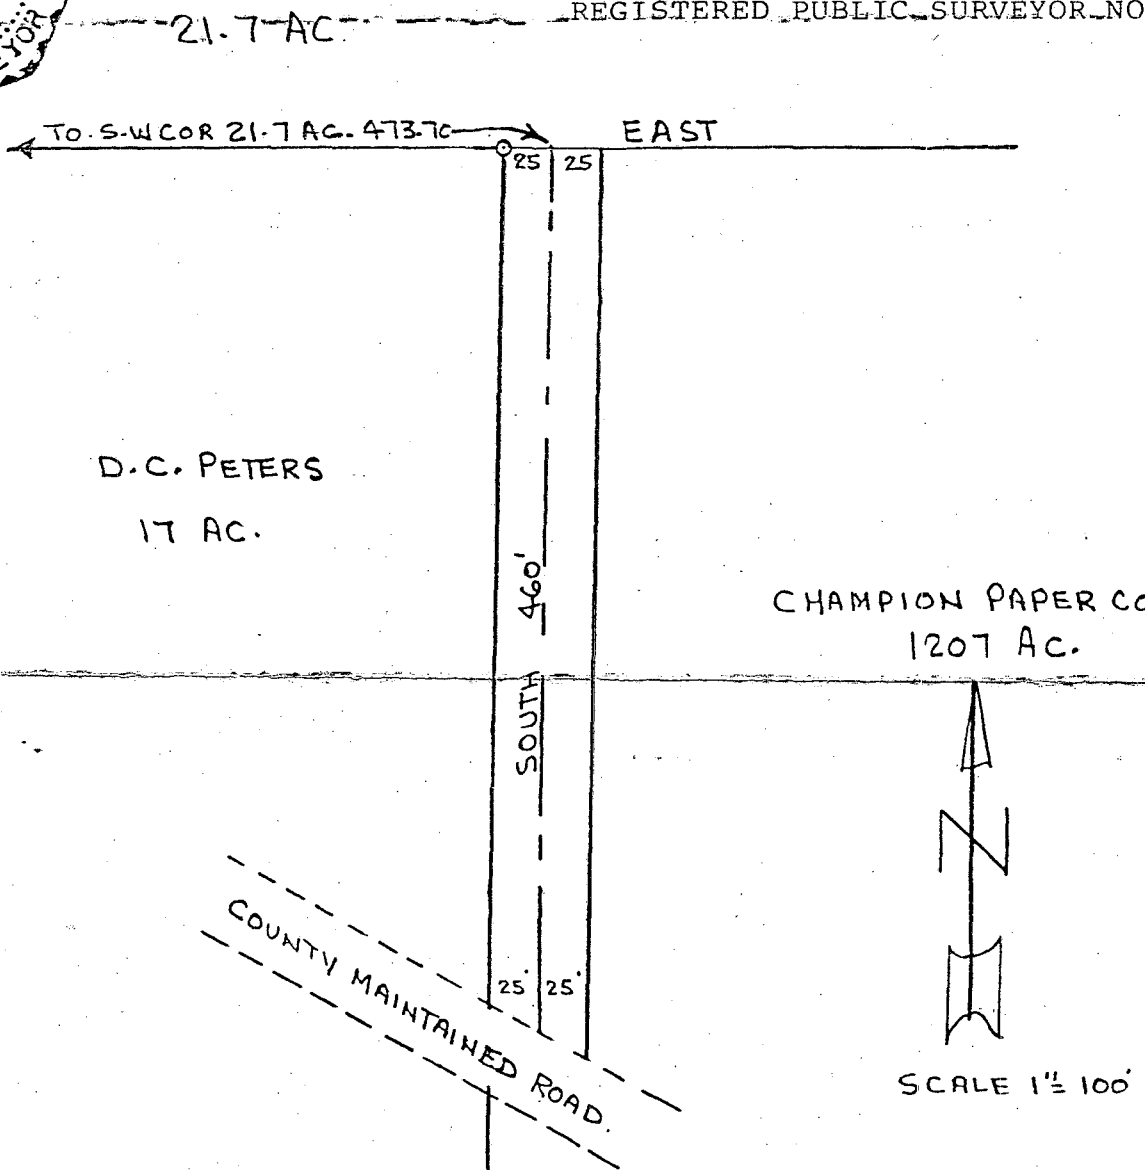 YOR
21.7 AC.
REGISTERED PUBLIC SURVEYOR NO
TO. S-W COR 21.7 AC. 473.70
EAST
25 25
D.C. PETERS
17 AC.
SOUTH 460'
CHAMPION PAPER CO
1207 AC.
N
25' 25'
COUNTY MAINTAINED ROAD.
SCALE 1"= 100'